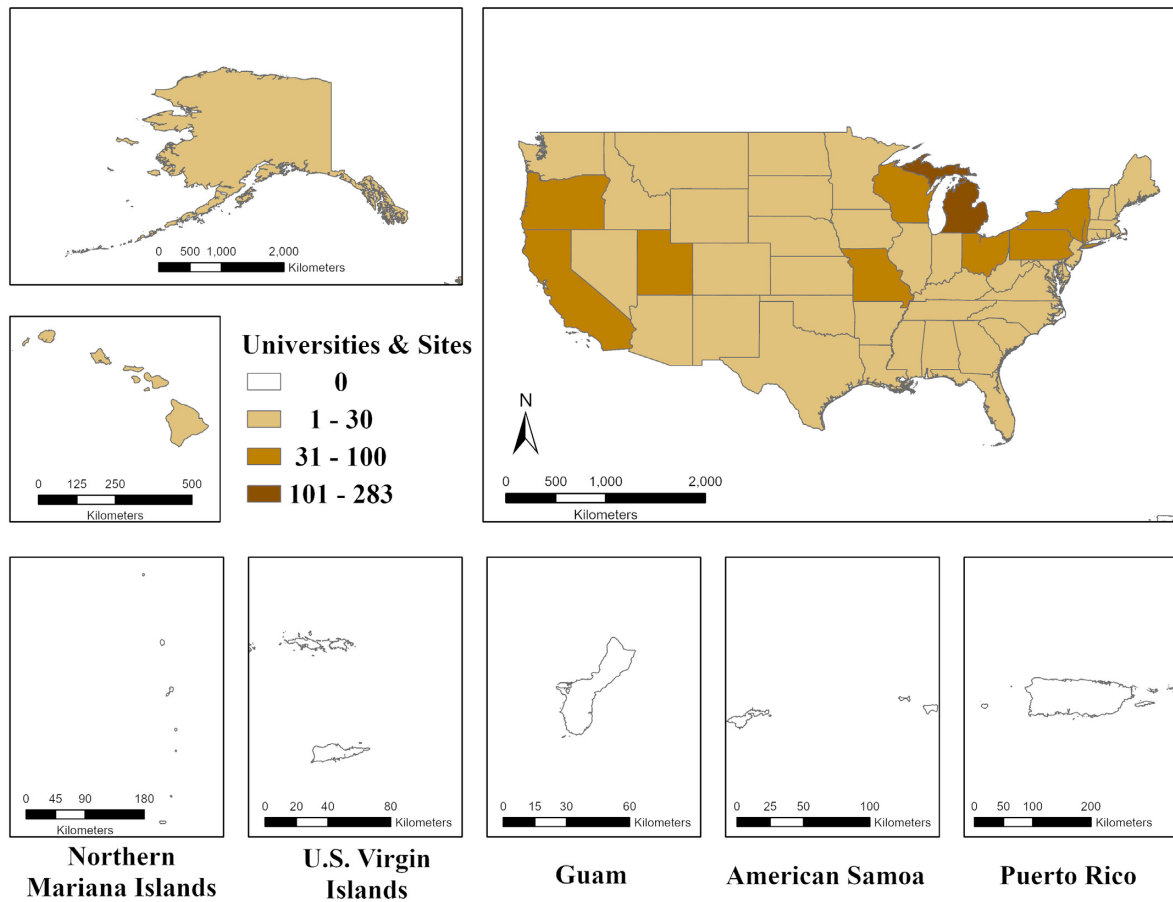 0 500 1,000 2,000
Kilometers
Universities & Sites
0
1 - 30
31 - 100
101 - 283
0 125 250 500
Kilometers
N
0 500 1,000 2,000
Kilometers
0 45 90 180
Kilometers
Northern
Mariana Islands
0 20 40 80
Kilometers
U.S. Virgin
Islands
0 15 30 60
Kilometers
Guam
0 25 50 100
Kilometers
American Samoa
0 50 100 200
Kilometers
Puerto Rico